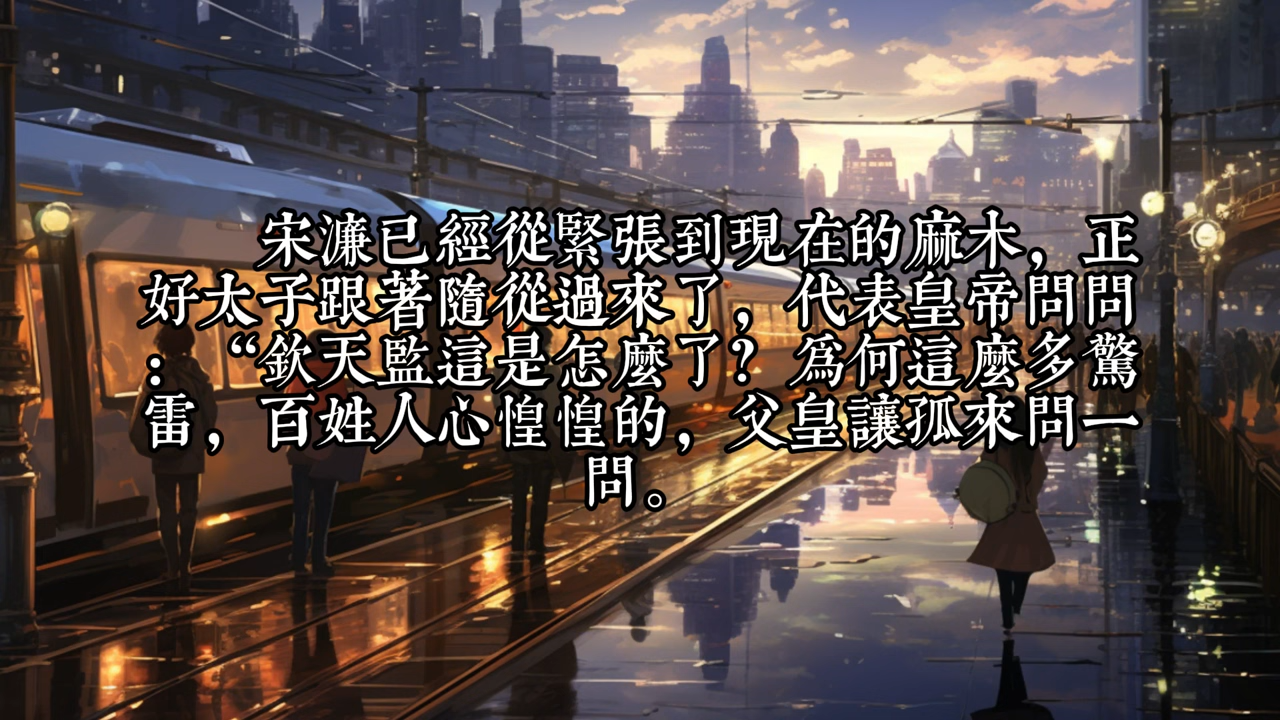 宋濂已經從緊張到現在的麻木，正
好太子跟著隨從過來了，代表皇帝問問
：“欽天監這是怎麼了？爲何這麼多驚
雷，百姓人心惶惶的，父皇讓孤來問一
問。